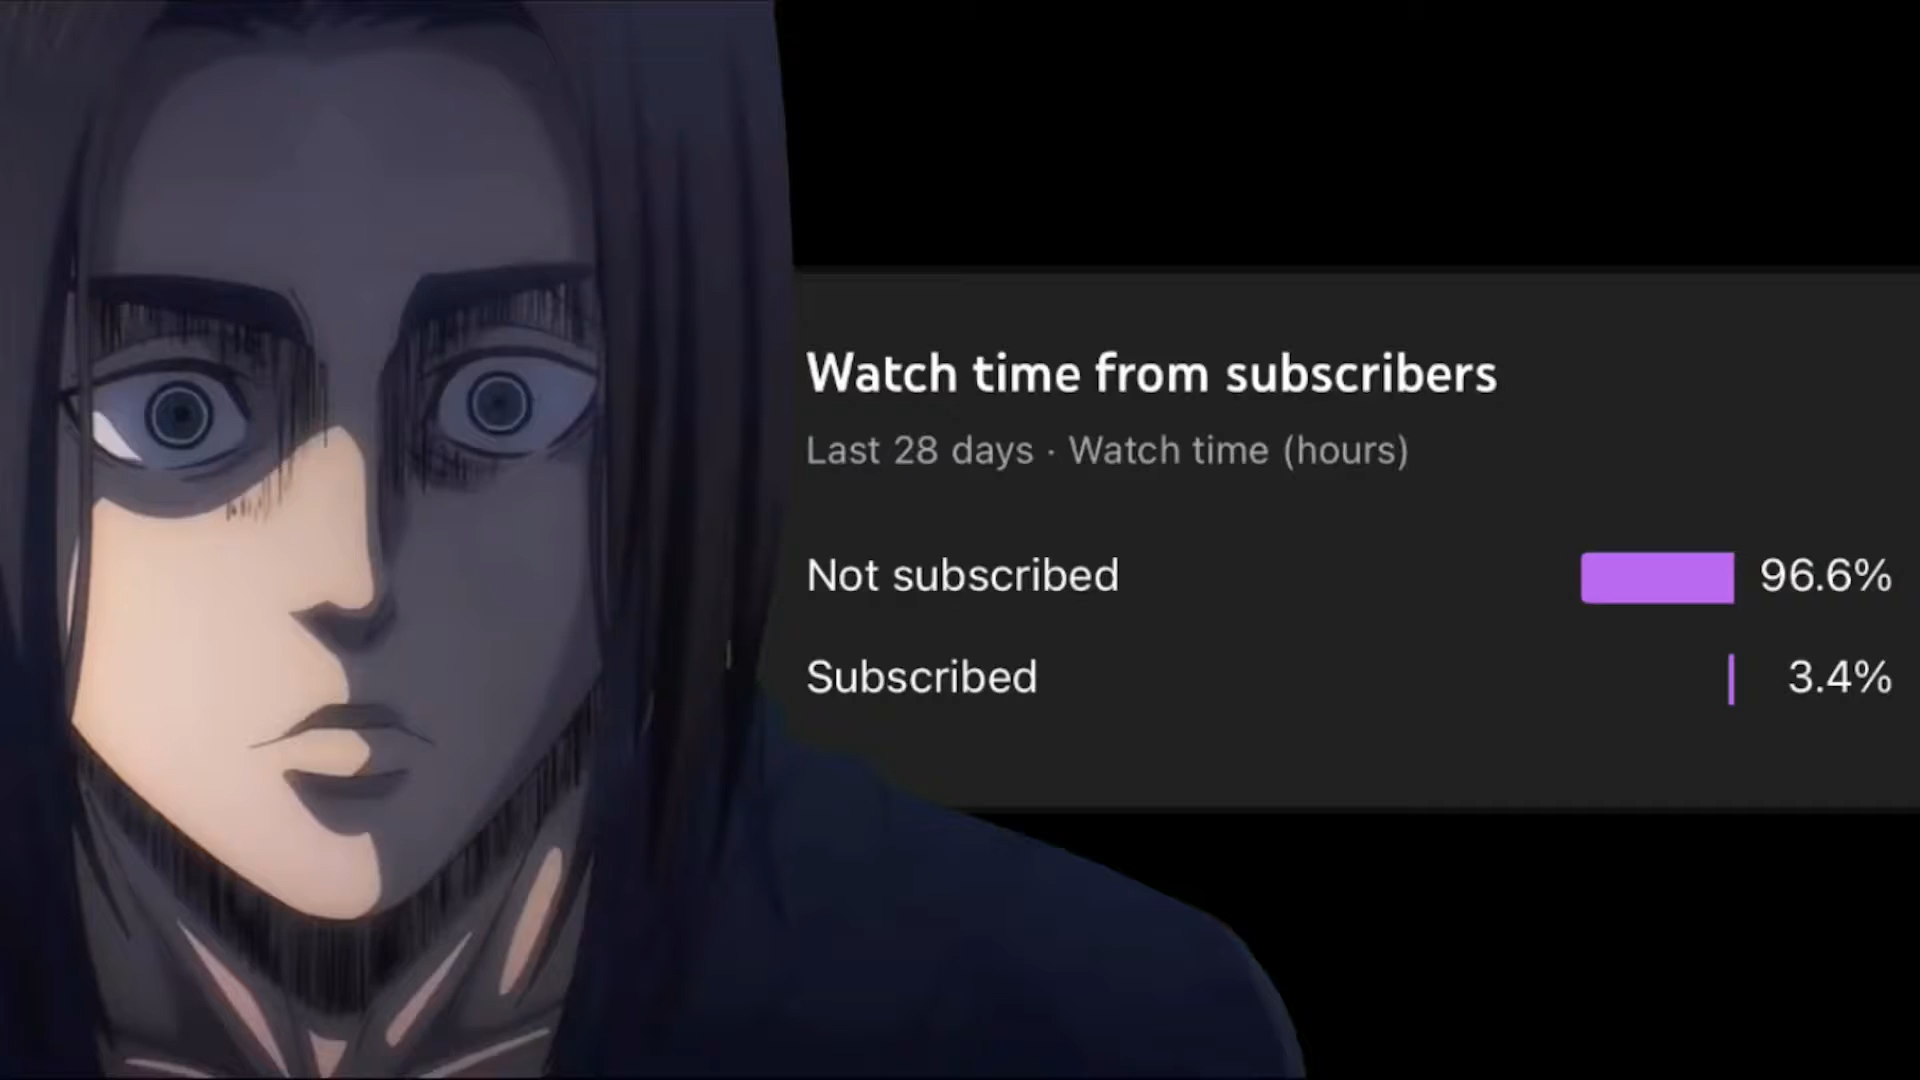 Watch time from subscribers
Last 28 days · Watch time (hours)
Not subscribed 96.6%
Subscribed 3.4%